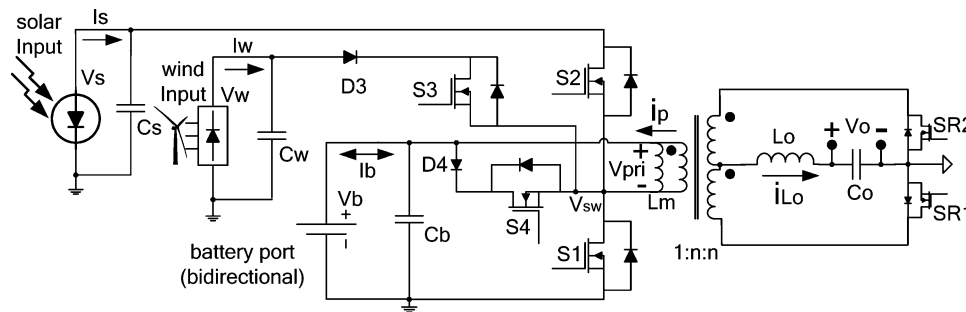 solar
Input
Is
Vs
Cs
wind
Input
Iw
Vw
Cw
D3
S3
S2
Ib
Vb
+
-
Cb
D4
S4
battery port
(bidirectional)
ip
+
Vpri
-
Lm
Vsw
S1
1:n:n
Lo
iLo
+ Vo -
Co
SR2
SR1